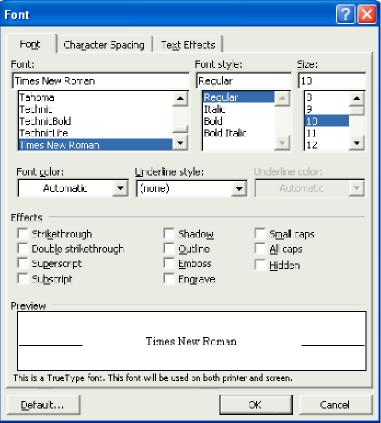 Font
Font Character Spacing Text Effects
Font: Font style: Size:
Times New Roman Regular 10
Tahoma Regular 8
Technic Italic 9
TechnicBold Bold 10
TechnicLite Bold Italic 11
Times New Roman 12
Font color: Underline style: Underline color:
Automatic (none) Automatic
Effects
Strikethrough Shadow Small caps
Double strikethrough Outline All caps
Superscript Emboss Hidden
Subscript Engrave
Preview
Times New Roman
This is a TrueType font. This font will be used on both printer and screen.
Default... OK Cancel